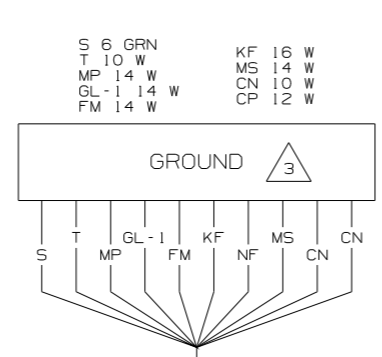 S 6 GRN
T 10 W
MP 14 W
GL-1 14 W
FM 14 W
KF 16 W
MS 14 W
CN 10 W
CP 12 W
GROUND 3
S T MP GL-1 FM KF NF MS CN CN